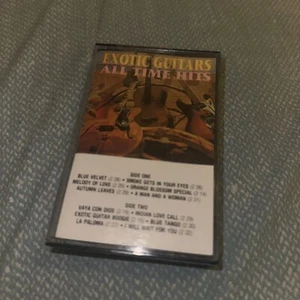 EXOTIC GUITARS
ALL TIME HITS
SIDE ONE
BLUE VELVET • SMOKE GETS IN YOUR EYES
MELODY OF LOVE • ORANGE BLOSSOM SPECIAL
AUTUMN LEAVES • A MAN AND A WOMAN
SIDE TWO
VAYA CON DIOS • INDIAN LOVE CALL
EXOTIC GUITAR BOOGIE • BLUE TANGO
LA PALOMA • I WILL WAIT FOR YOU